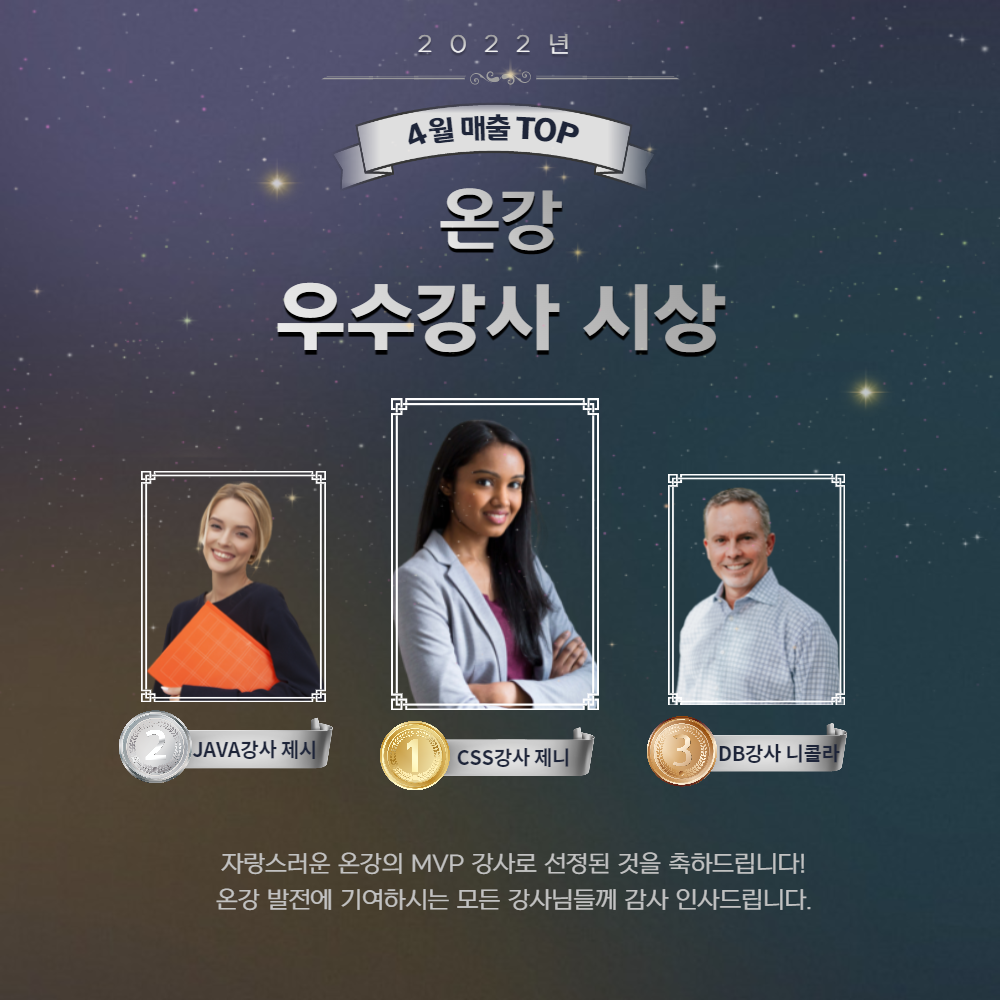 2022년
4월 매출 TOP
온강
우수강사 시상
2 JAVA강사 제시
1 CSS강사 제니
3 DB강사 니콜라
자랑스러운 온강의 MVP 강사로 선정된 것을 축하드립니다!
온강 발전에 기여하시는 모든 강사님들께 감사 인사드립니다.